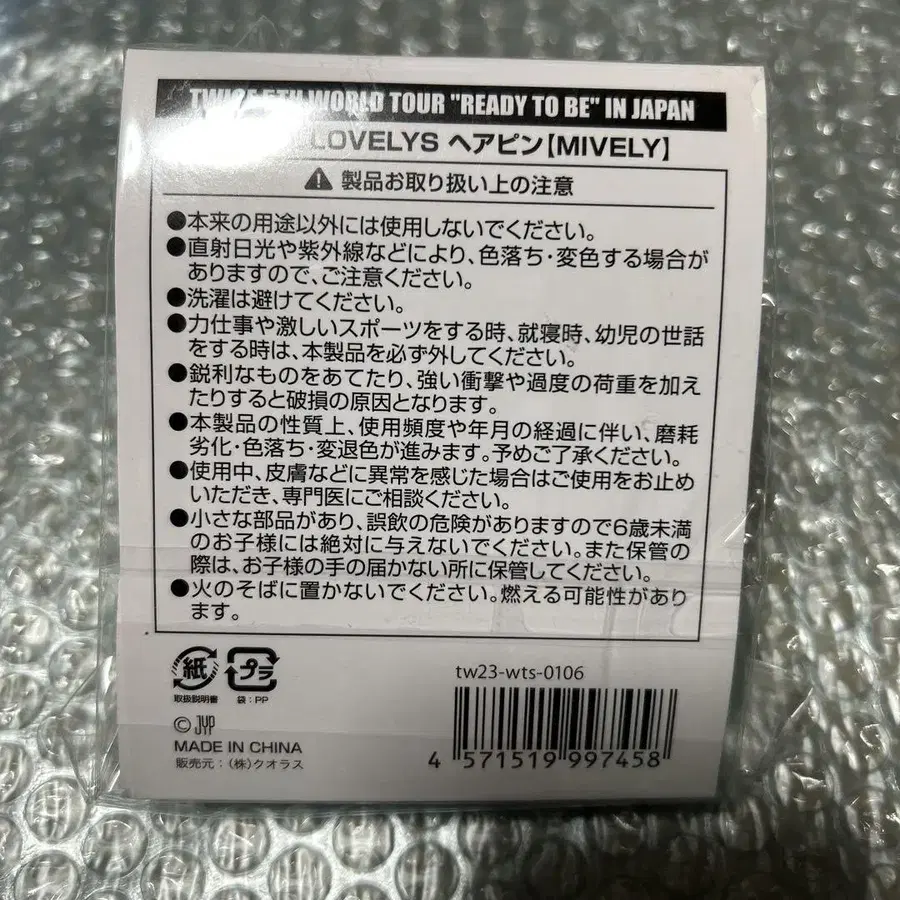 TWICE 5TH WORLD TOUR "READY TO BE" IN JAPAN
LOVELYS ヘアピン【MIVELY】
製品お取り扱い上の注意
●本来の用途以外には使用しないでください。
●直射日光や紫外線などにより、色落ち・変色する場合が
ありますので、ご注意ください。
●洗濯は避けてください。
●力仕事や激しいスポーツをする時、就寝時、幼児の世話
をする時は、本製品を必ず外してください。
●鋭利なものをあてたり、強い衝撃や過度の荷重を加え
たりすると破損の原因となります。
●本製品の性質上、使用頻度や年月の経過に伴い、磨耗
劣化・色落ち・変退色が進みます。予めご了承ください。
●使用中、皮膚などに異常を感じた場合はご使用をお止め
いただき、専門医にご相談ください。
●小さな部品があり、誤飲の危険がありますので6歳未満
のお子様には絶対に与えないでください。また保管の
際は、お子様の手の届かない所に保管してください。
●火のそばに置かないでください。燃える可能性があり
ます。
紙
プラ
取扱説明書
袋：PP
tw23-wts-0106
© JYP
MADE IN CHINA
販売元：（株）クオラス
4 571519 997458